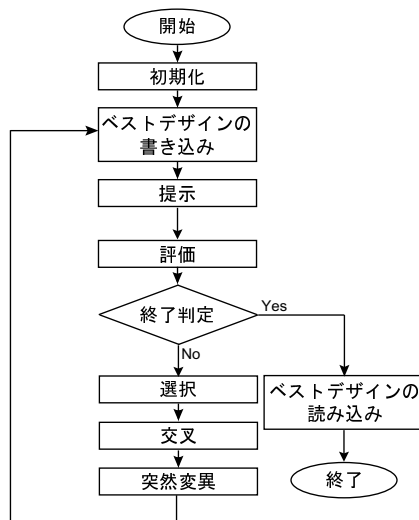 開始
初期化
ベストデザインの
書き込み
提示
評価
終了判定
Yes
No
選択
交叉
突然変異
ベストデザインの
読み込み
終了